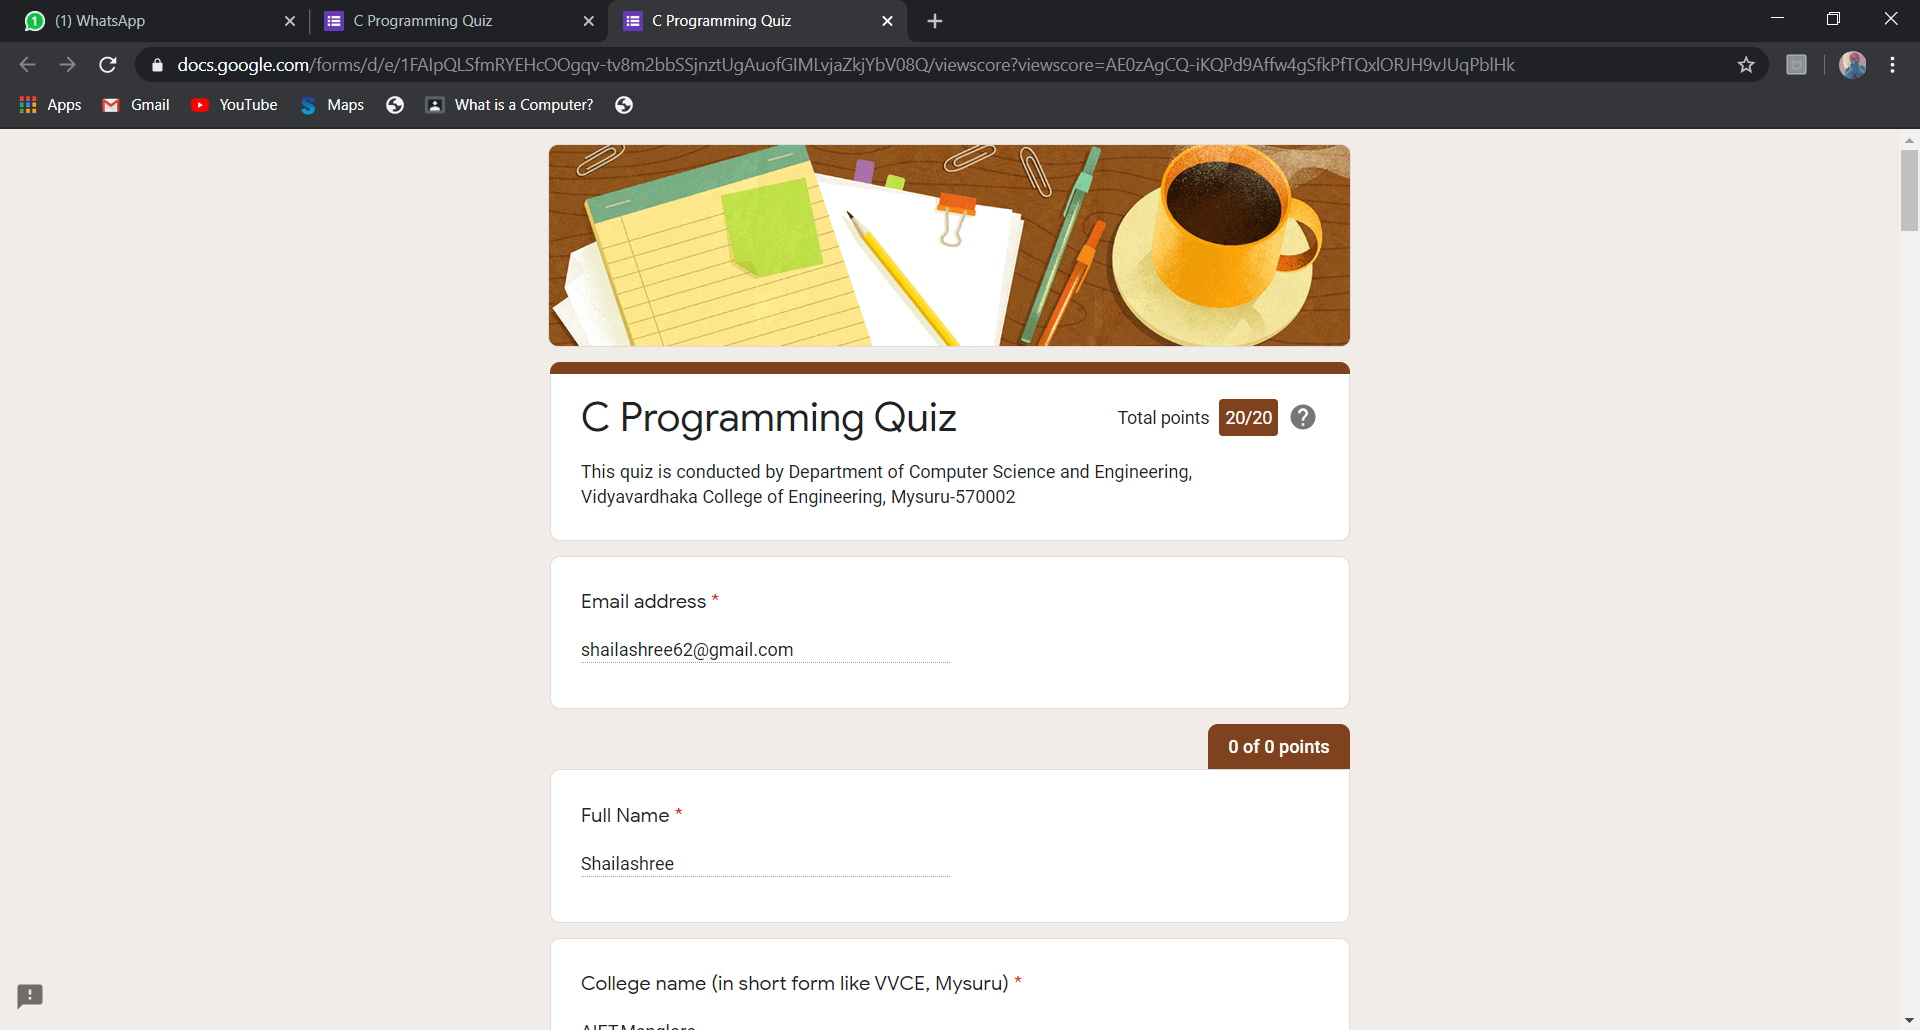 (1) WhatsApp
C Programming Quiz
C Programming Quiz
docs.google.com/forms/d/e/1FAIpQLSfmRYEHcOOgqv-tv8m2bbSSjnztUgAuofGIMLvjaZkjYbV08Q/viewscore?viewscore=AE0zAgCQ-iKQPd9Affw4gSfkPfTQxlORJH9vJUqPblHk
Apps Gmail YouTube Maps What is a Computer?
C Programming Quiz
Total points 20/20
This quiz is conducted by Department of Computer Science and Engineering,
Vidyavardhaka College of Engineering, Mysuru-570002
Email address *
shailashree62@gmail.com
0 of 0 points
Full Name *
Shailashree
College name (in short form like VVCE, Mysuru) *